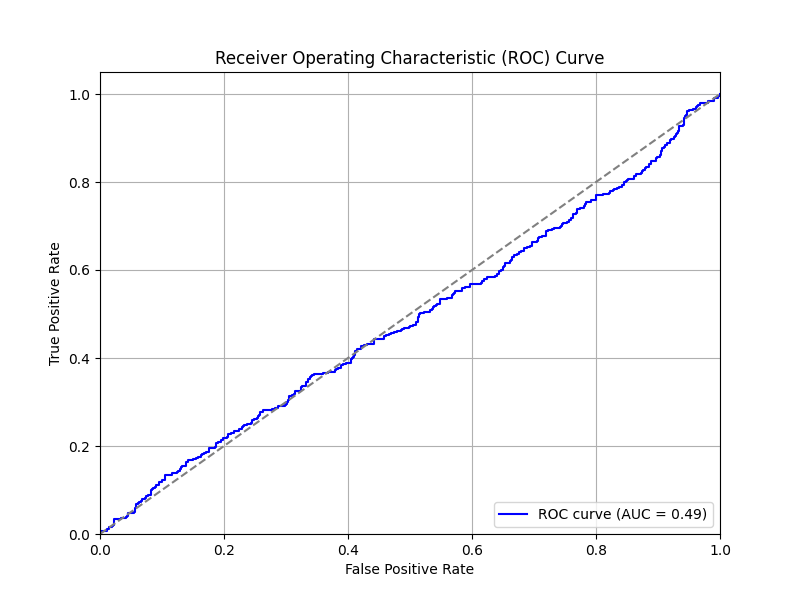 Receiver Operating Characteristic (ROC) Curve
True Positive Rate
1.0
0.8
0.6
0.4
0.2
0.0
0.0 0.2 0.4 0.6 0.8 1.0
False Positive Rate
ROC curve (AUC = 0.49)